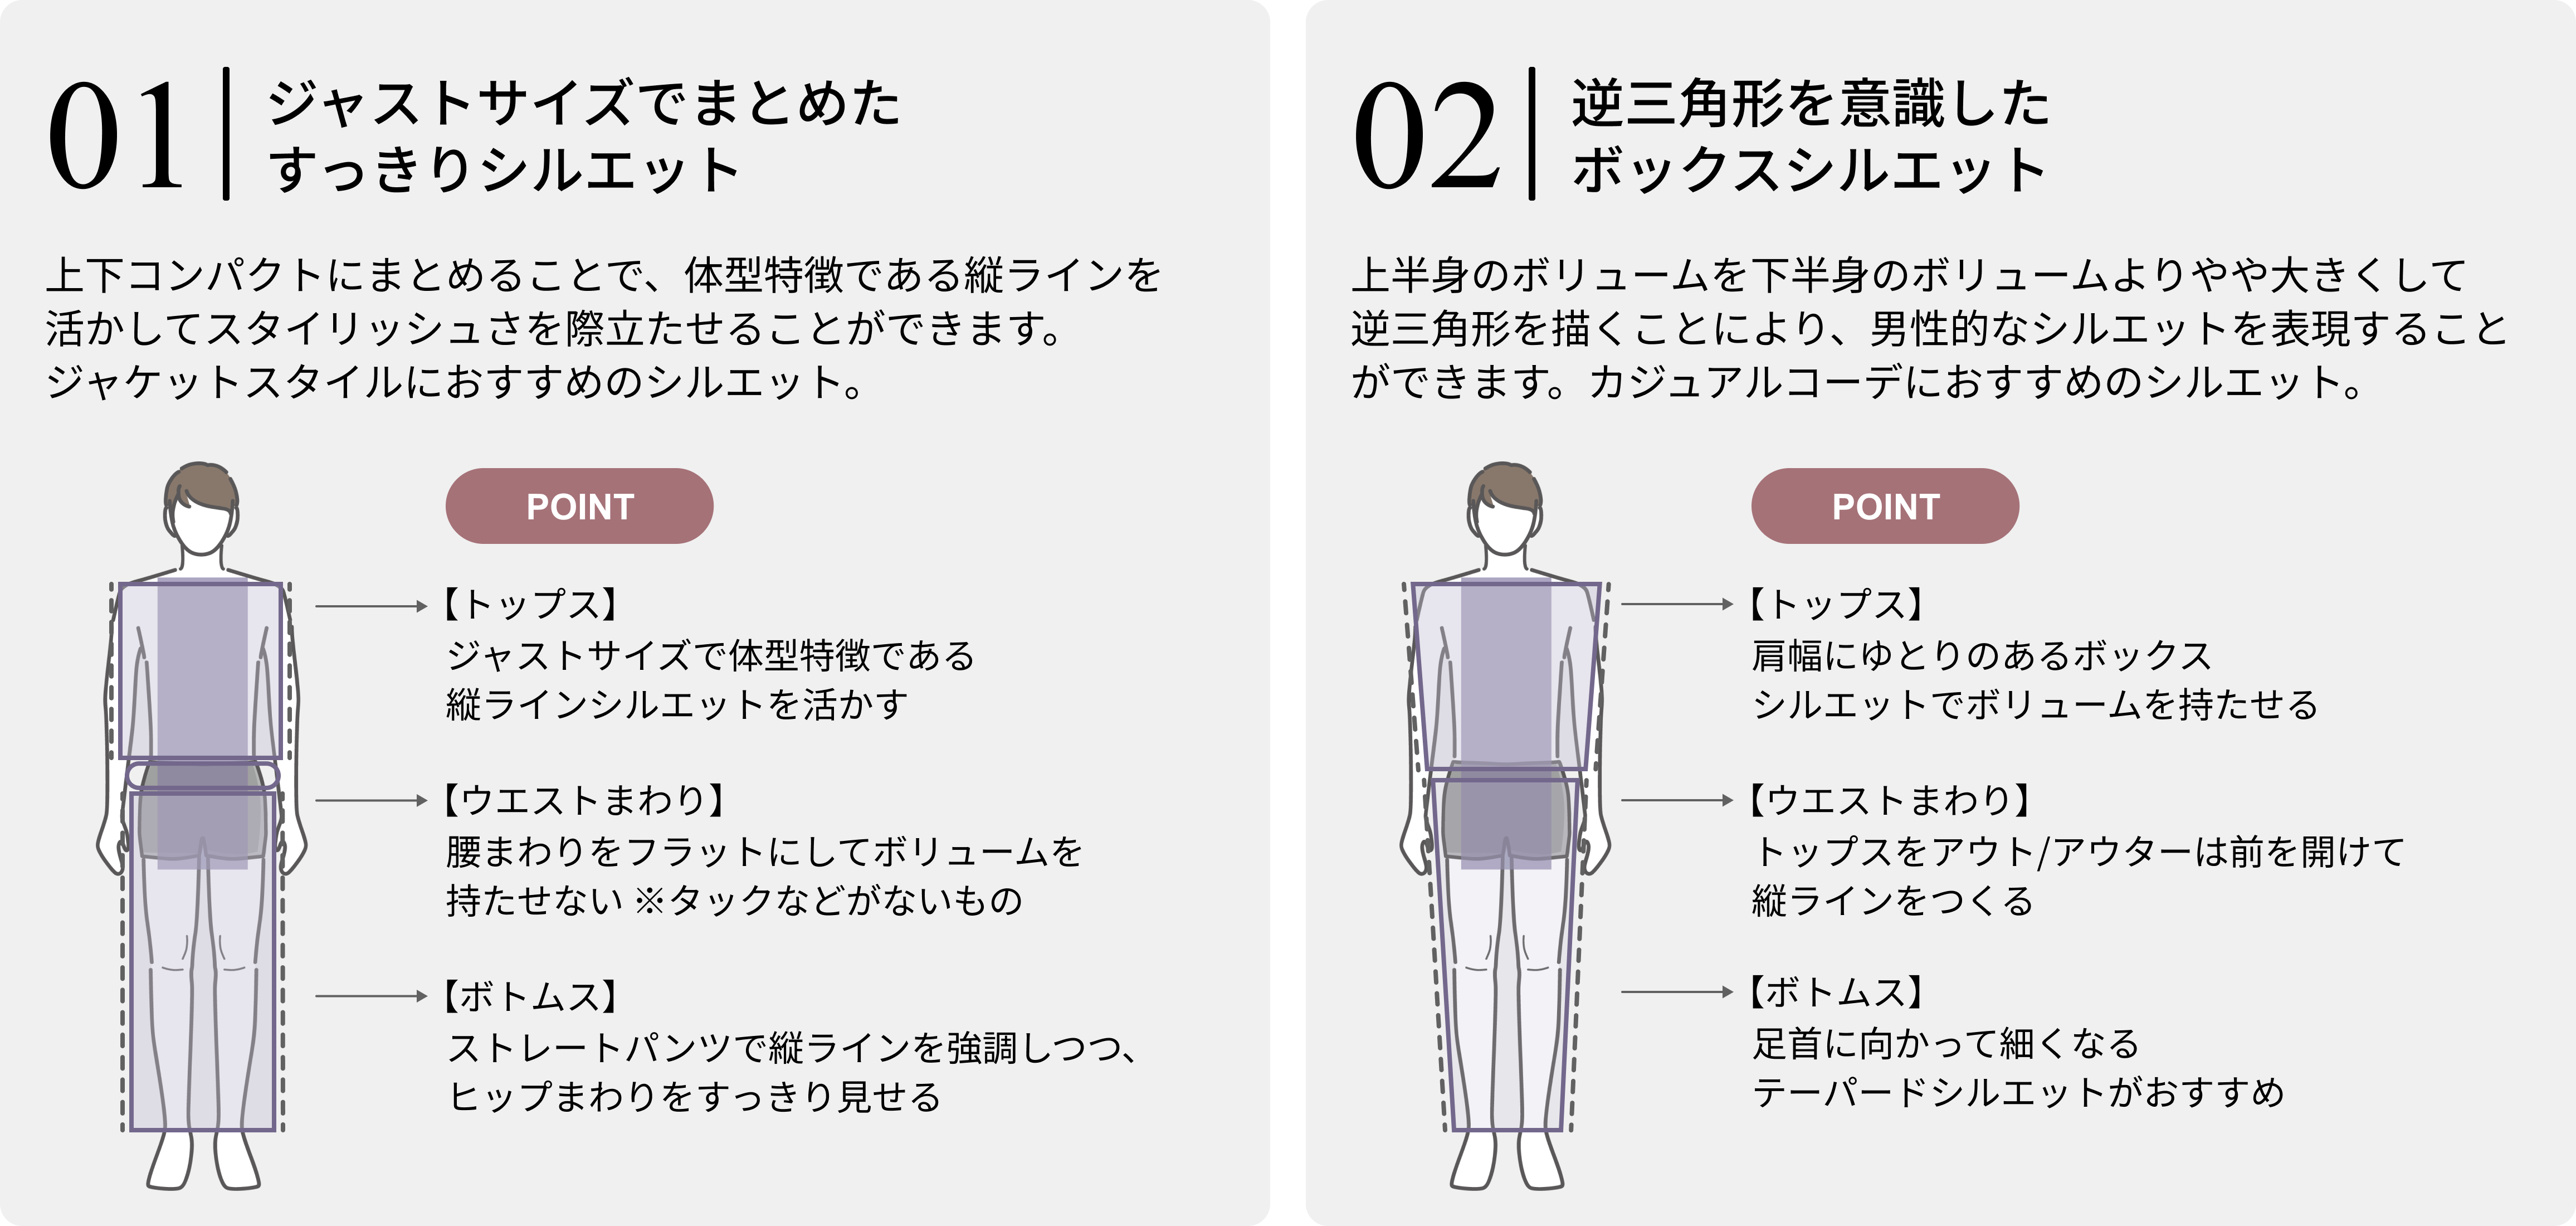 01
ジャストサイズでまとめた
すっきりシルエット
上下コンパクトにまとめることで、体型特徴である縦ラインを
活かしてスタイリッシュさを際立たせることができます。
ジャケットスタイルにおすすめのシルエット。
POINT
【トップス】
ジャストサイズで体型特徴である
縦ラインシルエットを活かす
【ウエストまわり】
腰まわりをフラットにしてボリュームを
持たせない ※タックなどがないもの
【ボトムス】
ストレートパンツで縦ラインを強調しつつ、
ヒップまわりをすっきり見せる
02
逆三角形を意識した
ボックスシルエット
上半身のボリュームを下半身のボリュームよりやや大きくして
逆三角形を描くことにより、男性的なシルエットを表現すること
ができます。カジュアルコーデにおすすめのシルエット。
POINT
【トップス】
肩幅にゆとりのあるボックス
シルエットでボリュームを持たせる
【ウエストまわり】
トップスをアウト/アウターは前を開けて
縦ラインをつくる
【ボトムス】
足首に向かって細くなる
テーパードシルエットがおすすめ